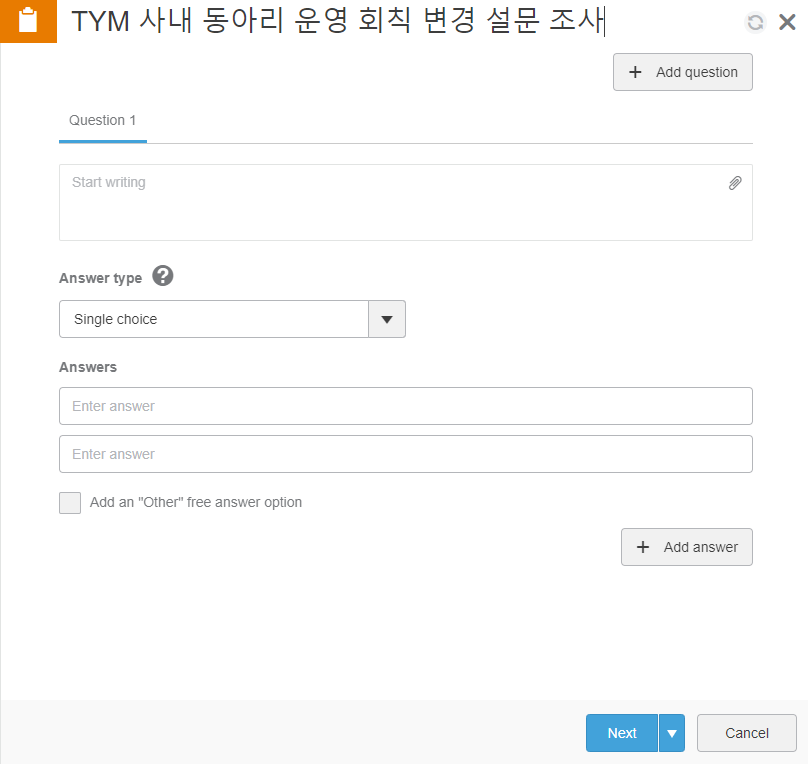 TYM 사내 동아리 운영 회칙 변경 설문 조사
+ Add question
Question 1
Start writing
Answer type ?
Single choice
Answers
Enter answer
Enter answer
Add an "Other" free answer option
+ Add answer
Next
Cancel